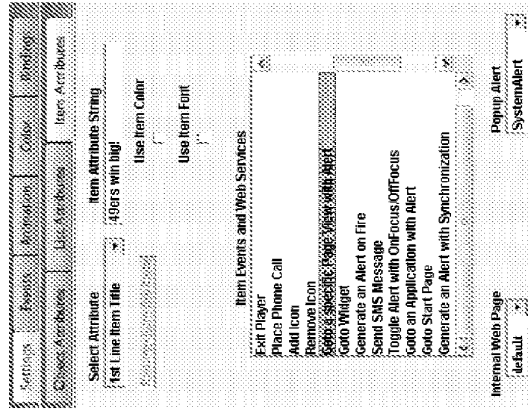 Settings Events Animation Color Padding
Object Attributes List Attributes Item Attributes
Select Attribute
Item Attribute String
1st Line Item Title
49ers win big!
Use Item Color
Use Item Font
Item Events and Web Services
Exit Player
Place Phone Call
Add Icon
Remove Icon
Goto a Specific Page View with Alert
Goto Widget
Generate an Alert on Fire
Send SMS Message
Toggle Alert with OnFocus/OffFocus
Goto an Application with Alert
Goto Start Page
Generate an Alert with Synchronization
Internal Web Page
Popup Alert
default
SystemAlert